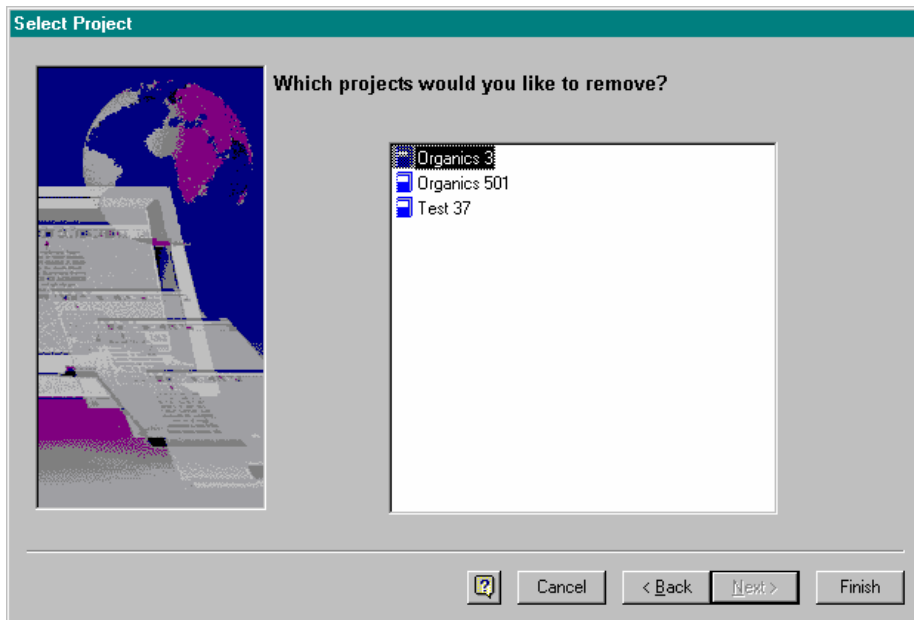 Select Project
Which projects would you like to remove?
Organics 3
Organics 501
Test 37
? Cancel < Back Next > Finish